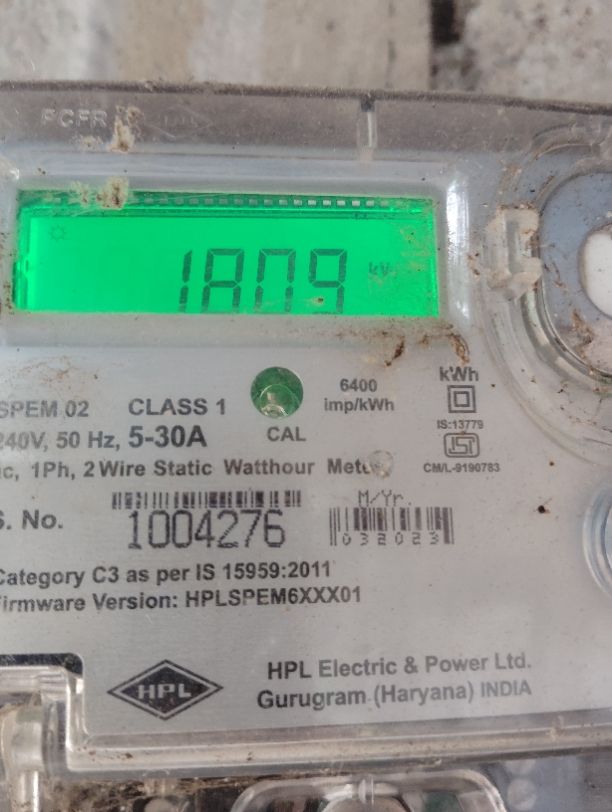 1809
SPEM 02 CLASS 1
6400
imp/kWh
kWh
240V, 50 Hz, 5-30A
CAL
IS:13779
CM/L-9190783
1Ph, 2 Wire Static Watthour Meter
S. No.
1004276
M/Yr.
032023
Category C3 as per IS 15959:2011
Firmware Version: HPLSPEM6XXX01
HPL
HPL Electric & Power Ltd.
Gurugram (Haryana) INDIA